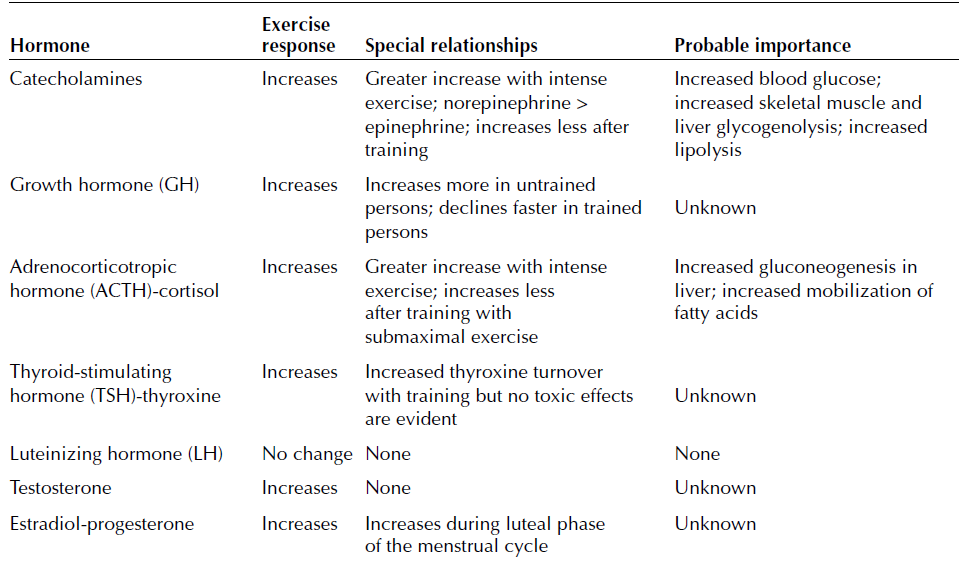 Exercise
Hormone response Special relationships Probable importance
Catecholamines Increases Greater increase with intense Increased blood glucose;
exercise; norepinephrine > increased skeletal muscle and
epinephrine; increases less after liver glycogenolysis; increased
training lipolysis
Growth hormone (GH) Increases Increases more in untrained
persons; declines faster in trained Unknown
persons
Adrenocorticotropic Increases Greater increase with intense Increased gluconeogenesis in
hormone (ACTH)-cortisol exercise; increases less liver; increased mobilization of
after training with fatty acids
submaximal exercise
Thyroid-stimulating Increases Increased thyroxine turnover
hormone (TSH)-thyroxine with training but no toxic effects Unknown
are evident
Luteinizing hormone (LH) No change None None
Testosterone Increases None Unknown
Estradiol-progesterone Increases Increases during luteal phase Unknown
of the menstrual cycle